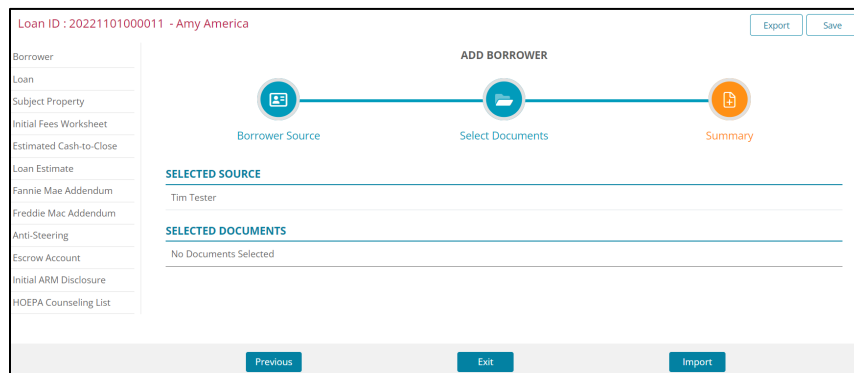 Loan ID : 20221101000011 - Amy America
Export
Save
Borrower
Loan
Subject Property
Initial Fees Worksheet
Estimated Cash-to-Close
Loan Estimate
Fannie Mae Addendum
Freddie Mac Addendum
Anti-Steering
Escrow Account
Initial ARM Disclosure
HOEPA Counseling List
ADD BORROWER
Borrower Source
Select Documents
Summary
SELECTED SOURCE
Tim Tester
SELECTED DOCUMENTS
No Documents Selected
Previous
Exit
Import